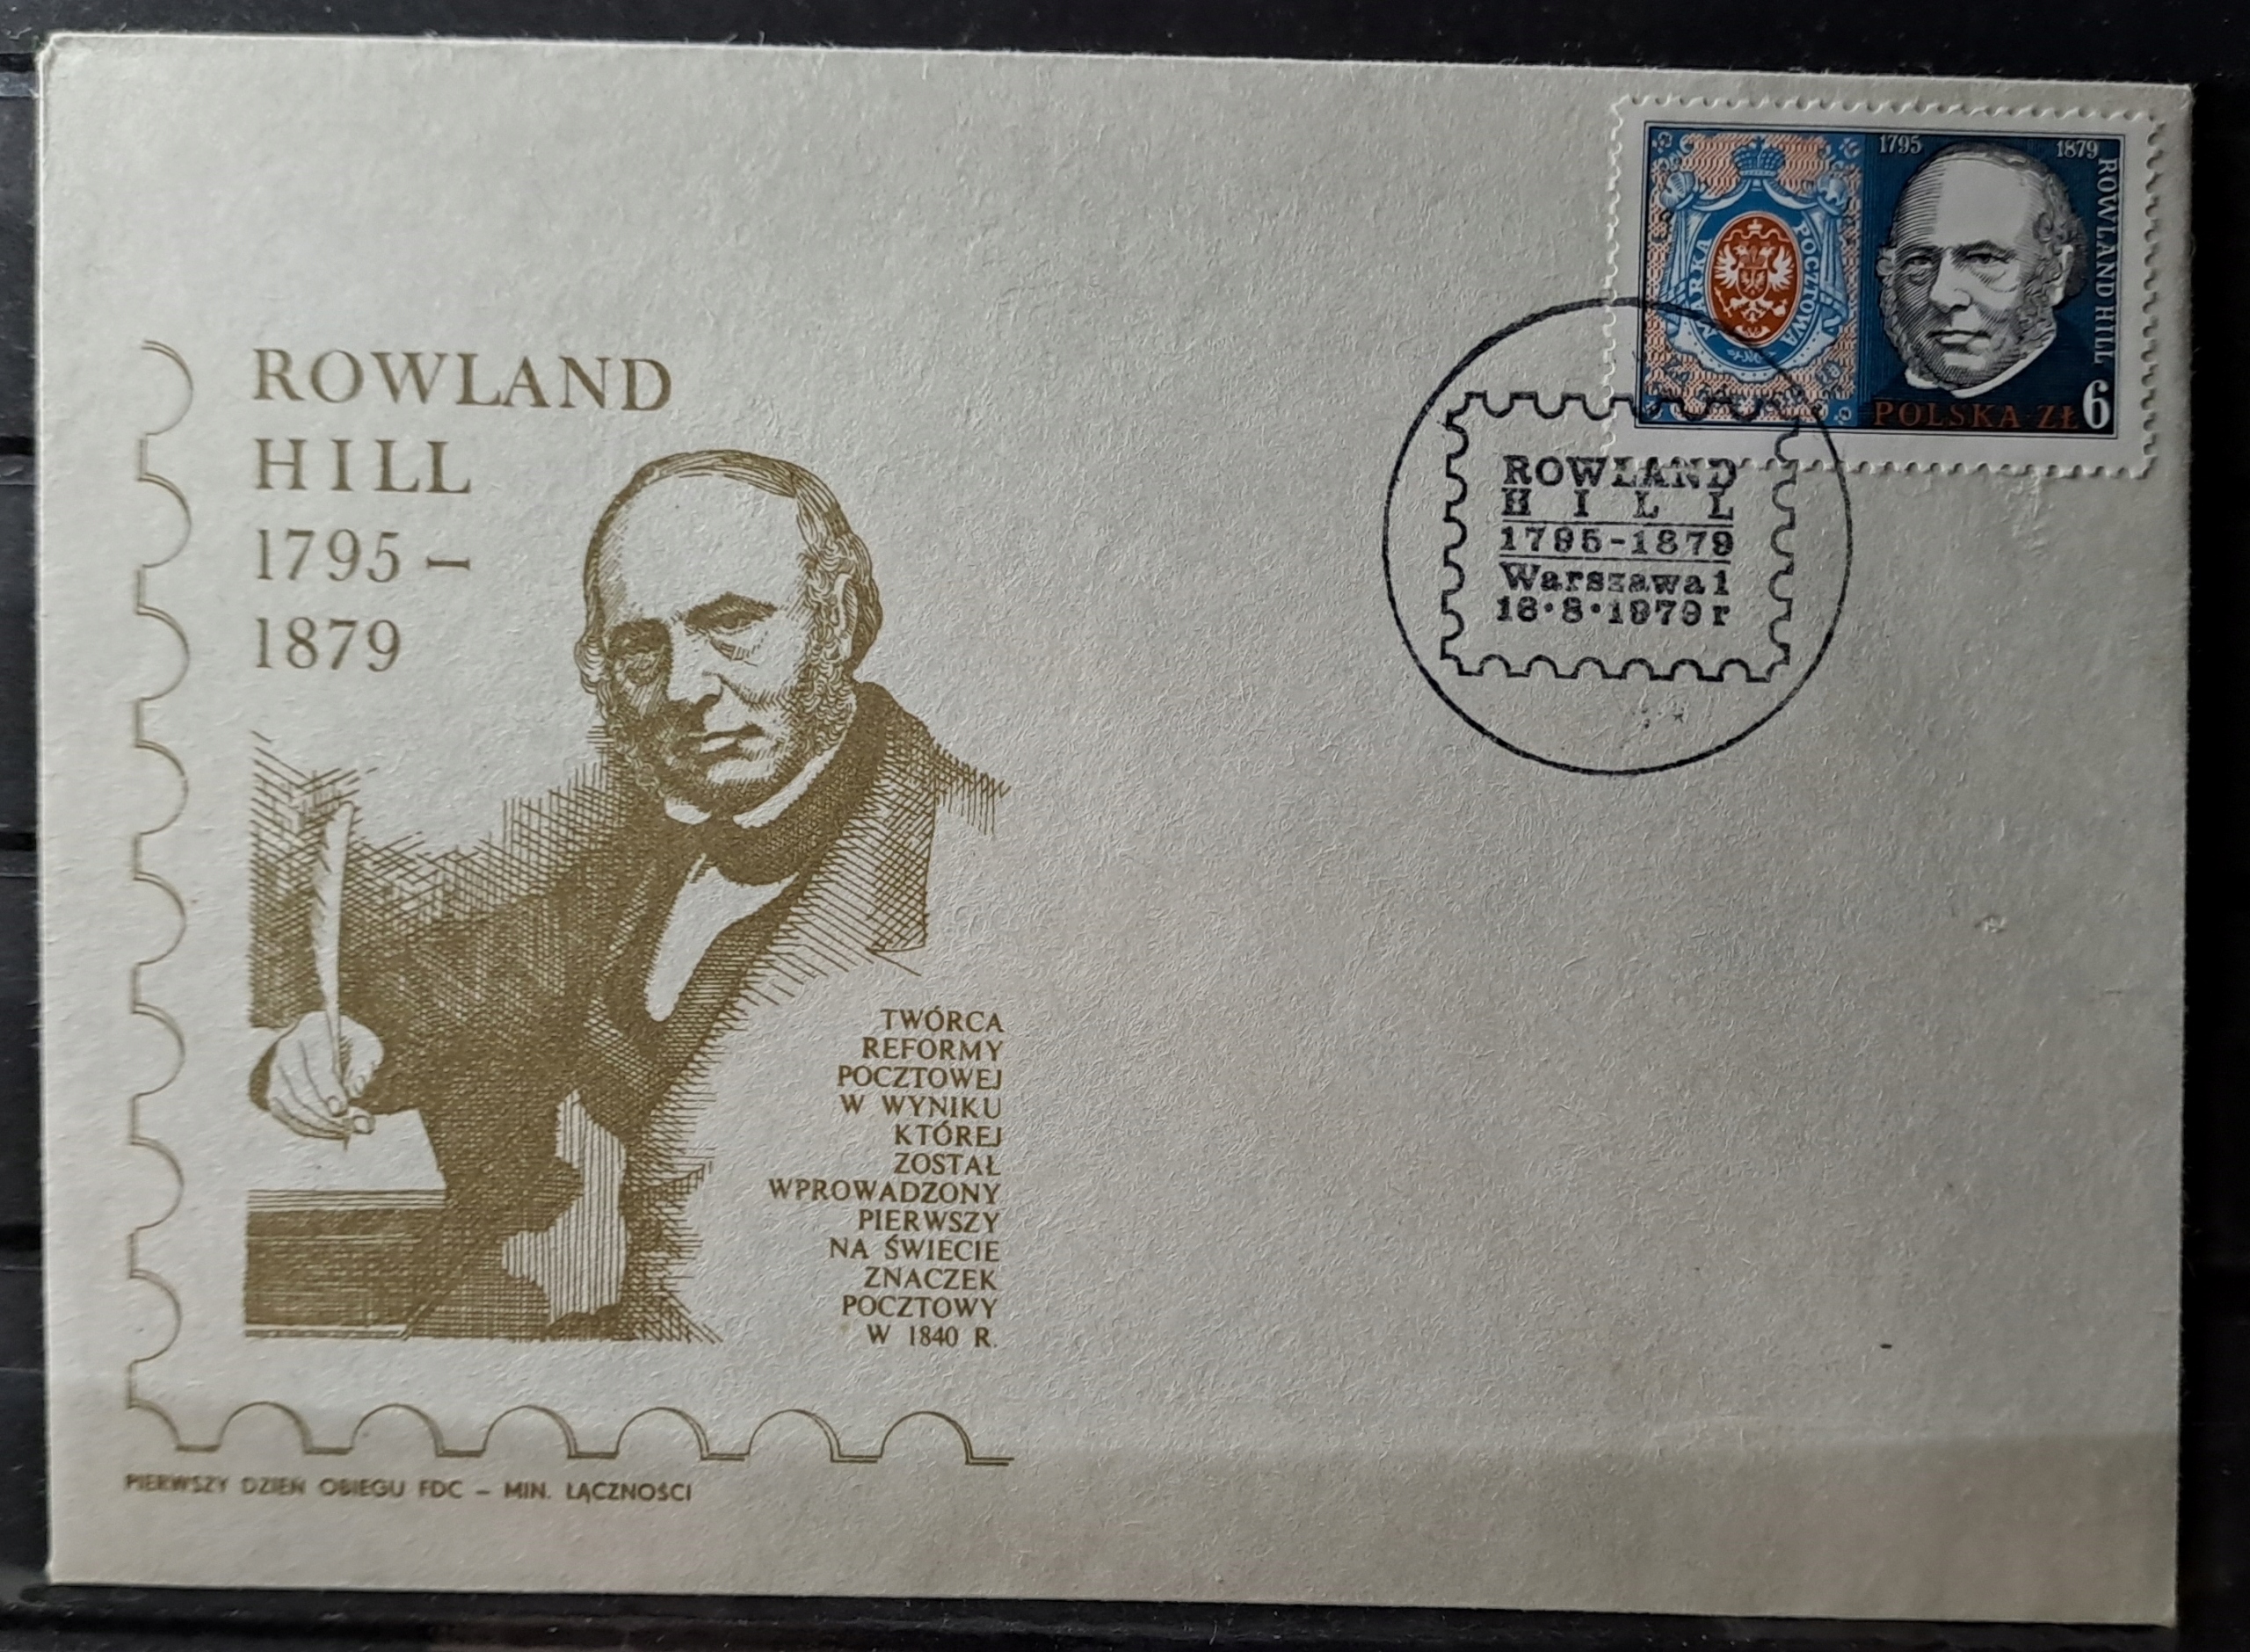 ROWLAND
HILL
1795 –
1879
TWÓRCA
REFORMY
POCZTOWEJ
W WYNIKU
KTÓREJ
ZOSTAŁ
WPROWADZONY
PIERWSZY
NA ŚWIECIE
ZNACZEK
POCZTOWY
W 1840 R.
PIERWSZY DZIEŃ OBIEGU FDC – MIN. ŁĄCZNOŚCI
1795 1879
ROWLAND HILL
MARKA POCZTOWA
POLSKA ZŁ 6
ROWLAND
HILL
1795-1879
Warszawa 1
16·8·1979 r